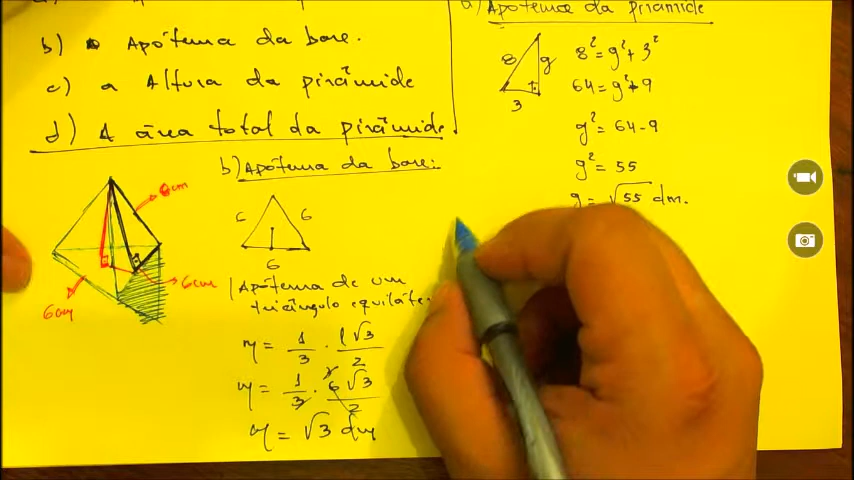 b) Apótema da base.
c) a Altura da pirâmide
d) A área total da pirâmide
b) Apótema da base:
6 6
6
Apótema de um
triângulo
m = 1/3 · l√3/2
m = 1/3 · 6√3/2
m = √3 dm
6cm
6cm
a) Apótema da pirâmide
8 g
3
8² = g² + 3²
64 = g² + 9
g² = 64 - 9
g² = 55
g = √55 dm.